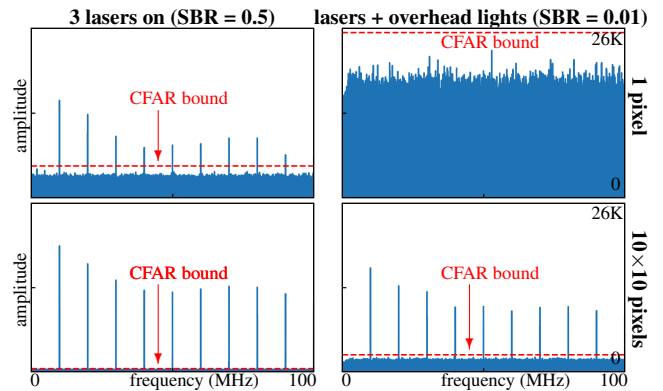 3 lasers on (SBR = 0.5)
lasers + overhead lights (SBR = 0.01)
amplitude
CFAR bound
CFAR bound
26K
0
1 pixel
amplitude
CFAR bound
0
frequency (MHz)
100
CFAR bound
26K
0
0
frequency (MHz)
100
10×10 pixels